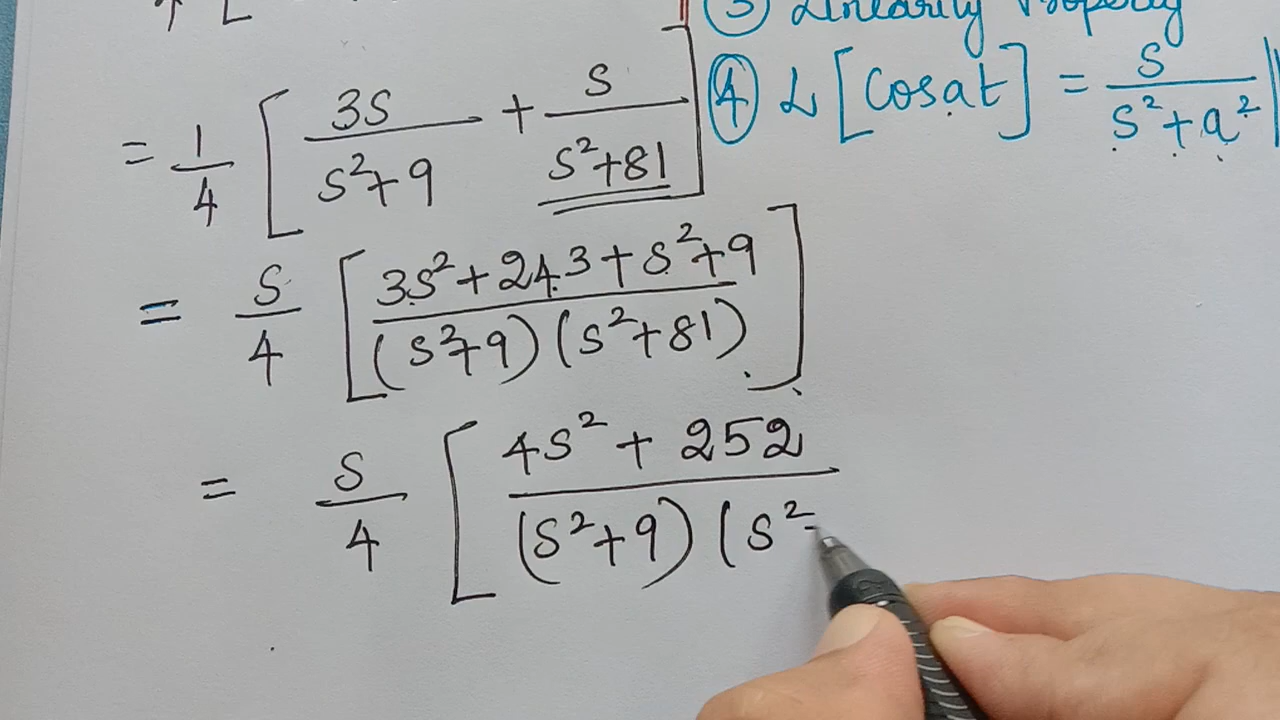 ③ Linearity Property
④ L[Cosat] = S/(S²+a²)
= 1/4 [3S/(S²+9) + S/(S²+81)]
= S/4 [(3S²+243+S²+9)/((S²+9)(S²+81))]
= S/4 [(4S²+252)/((S²+9)(S²